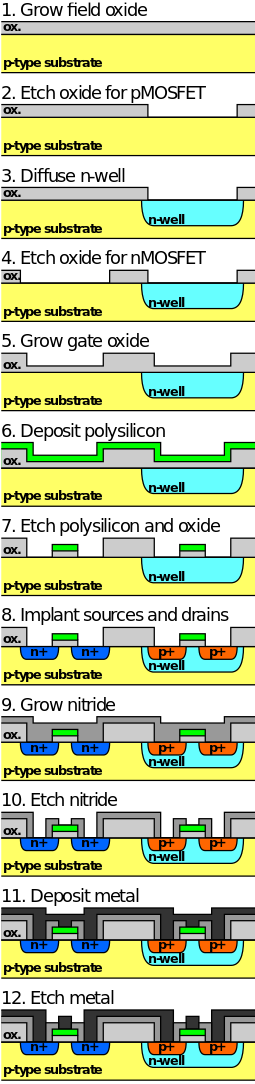 1. Grow field oxide
ox.
p-type substrate
2. Etch oxide for pMOSFET
ox.
p-type substrate
3. Diffuse n-well
ox.
n-well
p-type substrate
4. Etch oxide for nMOSFET
ox.
n-well
p-type substrate
5. Grow gate oxide
ox.
n-well
p-type substrate
6. Deposit polysilicon
ox.
n-well
p-type substrate
7. Etch polysilicon and oxide
ox.
n-well
p-type substrate
8. Implant sources and drains
ox.
n+ n+ p+ p+
n-well
p-type substrate
9. Grow nitride
ox.
n+ n+ p+ p+
n-well
p-type substrate
10. Etch nitride
ox.
n+ n+ p+ p+
n-well
p-type substrate
11. Deposit metal
ox.
n+ n+ p+ p+
n-well
p-type substrate
12. Etch metal
ox.
n+ n+ p+ p+
n-well
p-type substrate